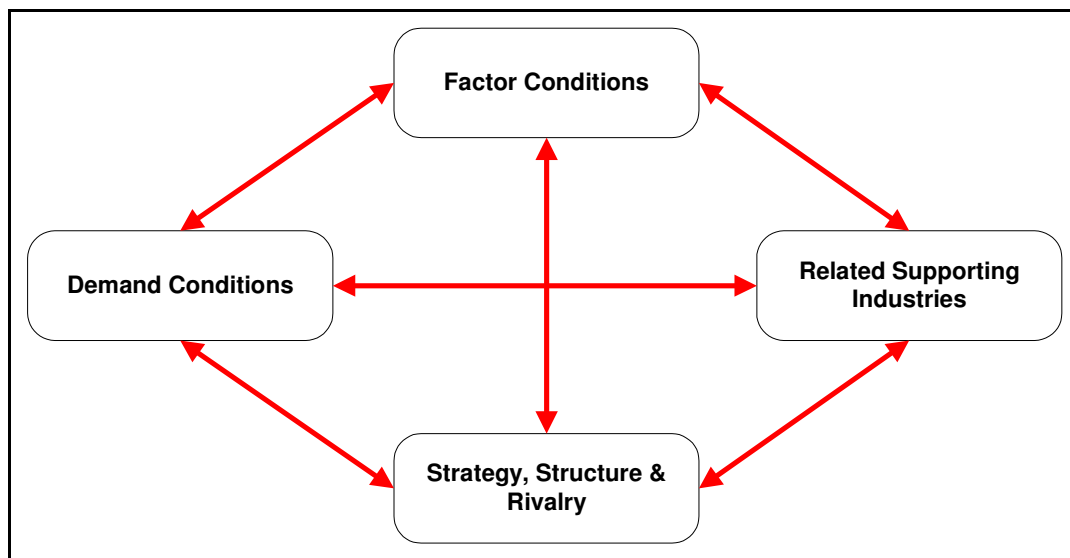 Factor Conditions
Demand Conditions
Related Supporting
Industries
Strategy, Structure &
Rivalry